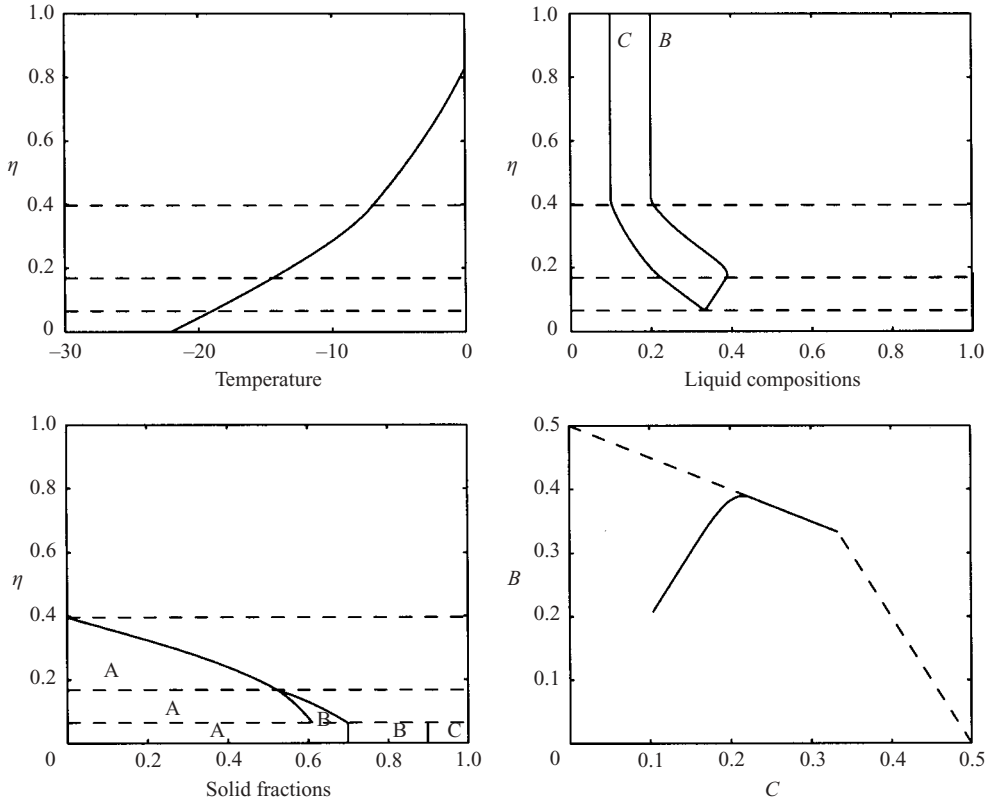 1.0 1.0
C B
0.8 0.8
0.6 0.6
η η
0.4 0.4
0.2 0.2
0 0
–30 –20 –10 0 0 0.2 0.4 0.6 0.8 1.0
Temperature Liquid compositions
1.0 0.5
0.8 0.4
0.6 0.3
η B
0.4 0.2
A
0.2 0.1
A B
A B C
0 0.2 0.4 0.6 0.8 1.0 0 0.1 0.2 0.3 0.4 0.5
Solid fractions C